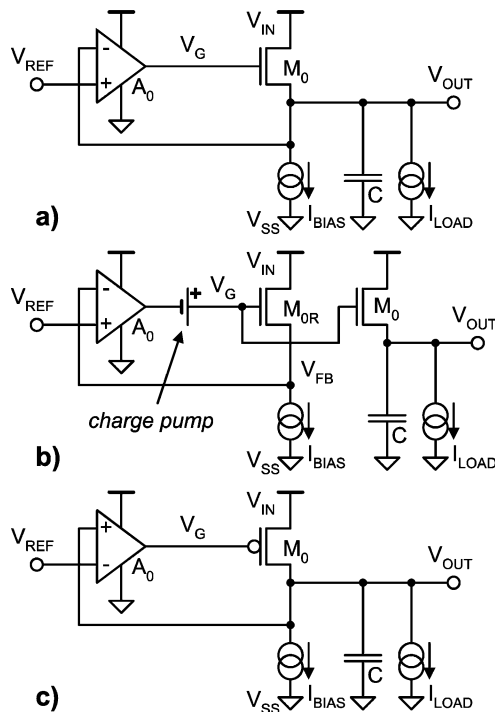 V_REF - + A_0 V_G V_IN M_0 V_OUT
V_SS I_BIAS C I_LOAD
a)
V_REF - + A_0 + V_G V_IN M_0R M_0 V_OUT
charge pump V_FB
V_SS I_BIAS C I_LOAD
b)
V_REF + - A_0 V_G V_IN M_0 V_OUT
V_SS I_BIAS C I_LOAD
c)